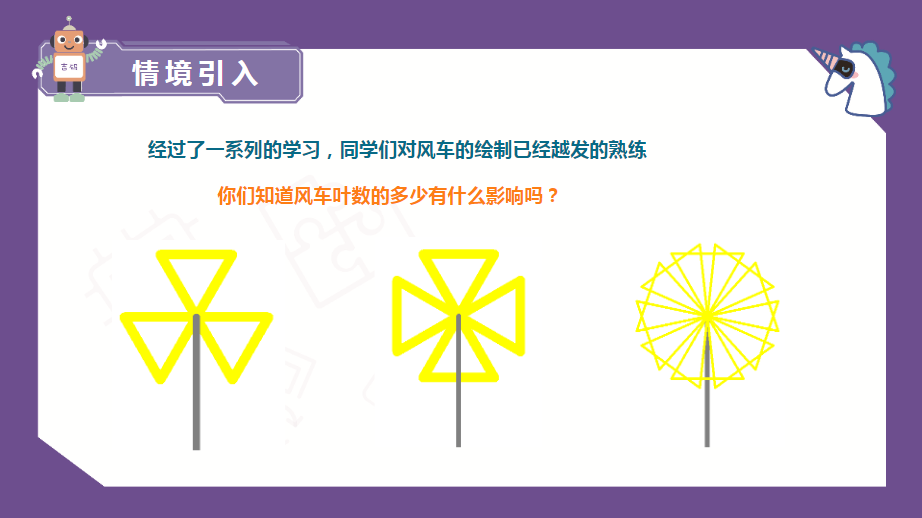 情境引入
经过了一系列的学习，同学们对风车的绘制已经越发的熟练
你们知道风车叶数的多少有什么影响吗？